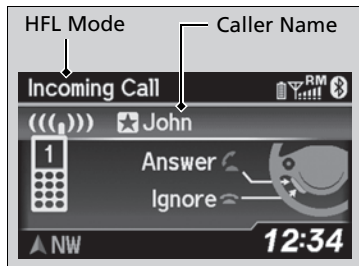 HFL Mode Caller Name
Incoming Call RM
John
1
Answer
Ignore
NW 12:34